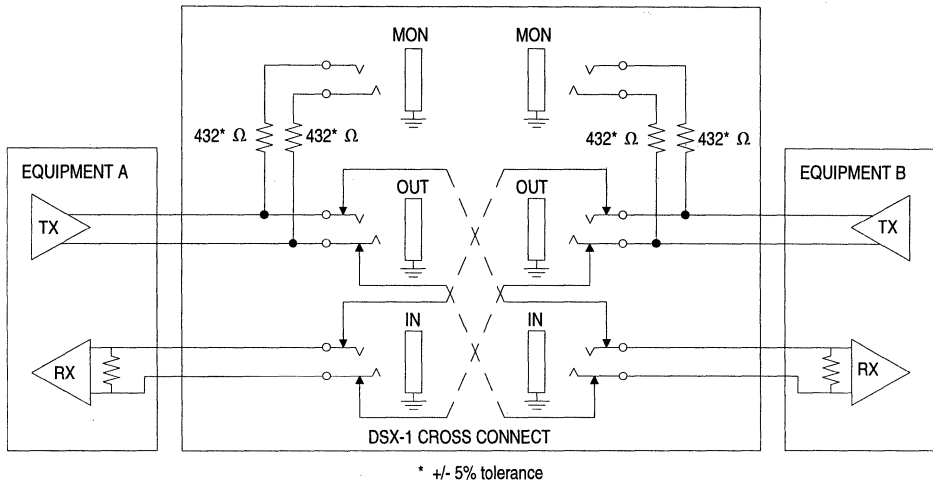 MON MON
432* Ω 432* Ω 432* Ω 432* Ω
EQUIPMENT A EQUIPMENT B
OUT OUT
TX TX
IN IN
RX RX
DSX-1 CROSS CONNECT
* +/- 5% tolerance